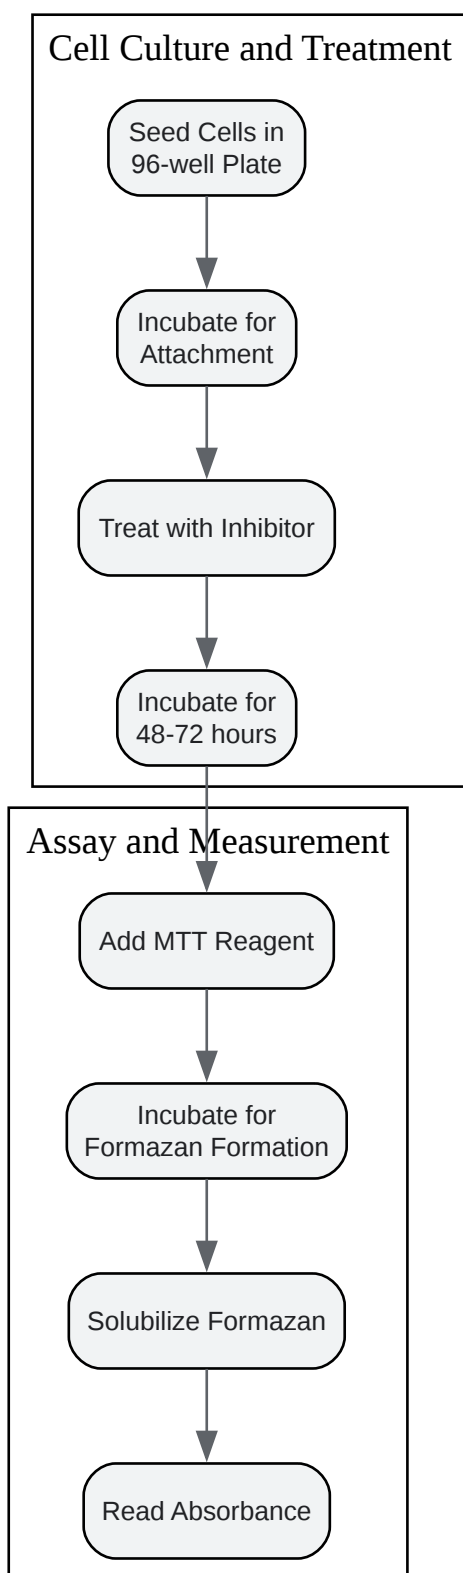 Cell Culture and Treatment
Seed Cells in
96-well Plate
Incubate for
Attachment
Treat with Inhibitor
Incubate for
48-72 hours
Assay and Measurement
Add MTT Reagent
Incubate for
Formazan Formation
Solubilize Formazan
Read Absorbance